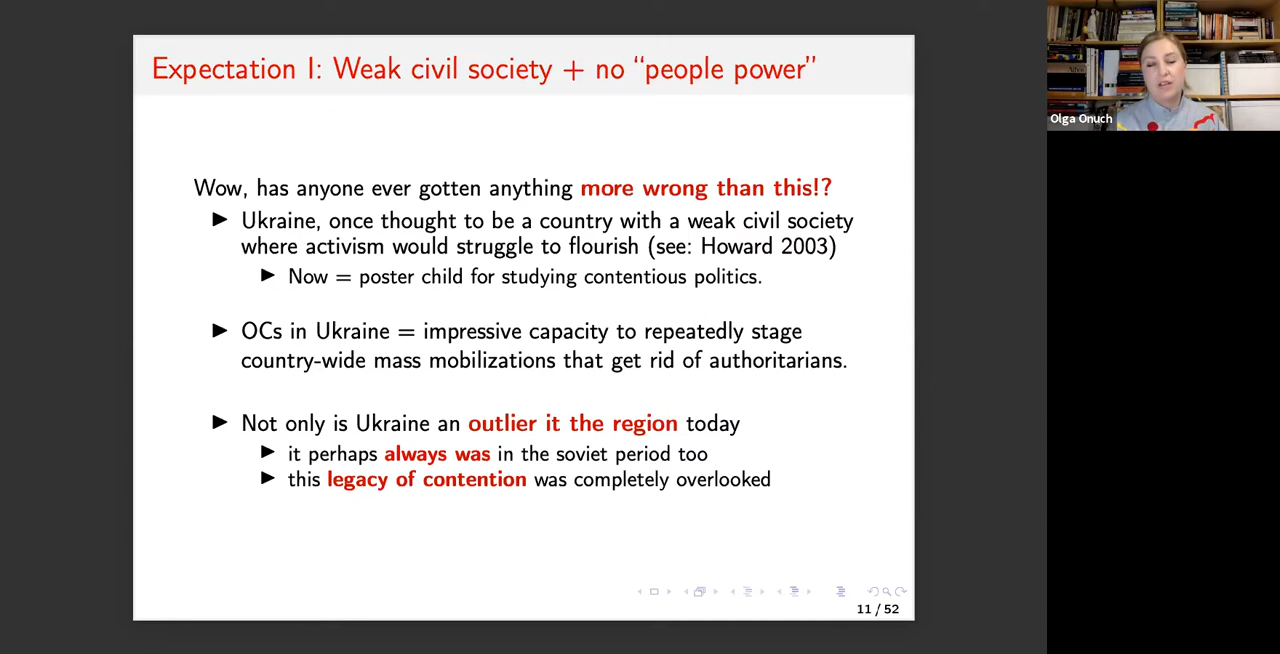 Expectation I: Weak civil society + no “people power”
Wow, has anyone ever gotten anything more wrong than this!?
Ukraine, once thought to be a country with a weak civil society
where activism would struggle to flourish (see: Howard 2003)
Now = poster child for studying contentious politics.
OCs in Ukraine = impressive capacity to repeatedly stage
country-wide mass mobilizations that get rid of authoritarians.
Not only is Ukraine an outlier it the region today
it perhaps always was in the soviet period too
this legacy of contention was completely overlooked
11 / 52
Olga Onuch